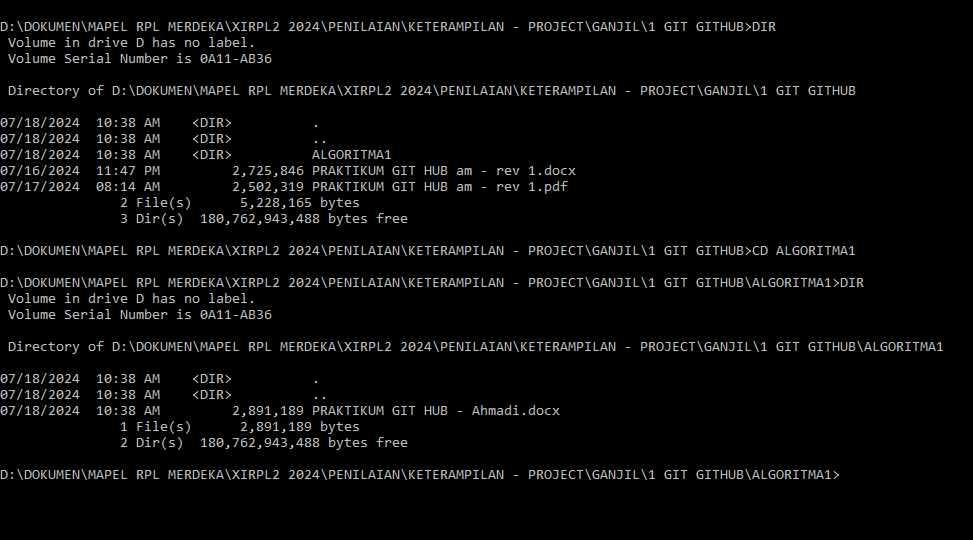 D:\DOKUMEN\MAPEL RPL MERDEKA\XIRPL2 2024\PENILAIAN\KETERAMPILAN - PROJECT\GANJIL\1 GIT GITHUB>DIR
 Volume in drive D has no label.
 Volume Serial Number is 0A11-AB36

 Directory of D:\DOKUMEN\MAPEL RPL MERDEKA\XIRPL2 2024\PENILAIAN\KETERAMPILAN - PROJECT\GANJIL\1 GIT GITHUB

07/18/2024  10:38 AM    <DIR>          .
07/18/2024  10:38 AM    <DIR>          ..
07/18/2024  10:38 AM    <DIR>          ALGORITMA1
07/16/2024  11:47 PM         2,725,846 PRAKTIKUM GIT HUB am - rev 1.docx
07/17/2024  08:14 AM         2,502,319 PRAKTIKUM GIT HUB am - rev 1.pdf
               2 File(s)      5,228,165 bytes
               3 Dir(s)  180,762,943,488 bytes free

D:\DOKUMEN\MAPEL RPL MERDEKA\XIRPL2 2024\PENILAIAN\KETERAMPILAN - PROJECT\GANJIL\1 GIT GITHUB>CD ALGORITMA1

D:\DOKUMEN\MAPEL RPL MERDEKA\XIRPL2 2024\PENILAIAN\KETERAMPILAN - PROJECT\GANJIL\1 GIT GITHUB\ALGORITMA1>DIR
 Volume in drive D has no label.
 Volume Serial Number is 0A11-AB36

 Directory of D:\DOKUMEN\MAPEL RPL MERDEKA\XIRPL2 2024\PENILAIAN\KETERAMPILAN - PROJECT\GANJIL\1 GIT GITHUB\ALGORITMA1

07/18/2024  10:38 AM    <DIR>          .
07/18/2024  10:38 AM    <DIR>          ..
07/18/2024  10:38 AM         2,891,189 PRAKTIKUM GIT HUB - Ahmadi.docx
               1 File(s)      2,891,189 bytes
               2 Dir(s)  180,762,943,488 bytes free

D:\DOKUMEN\MAPEL RPL MERDEKA\XIRPL2 2024\PENILAIAN\KETERAMPILAN - PROJECT\GANJIL\1 GIT GITHUB\ALGORITMA1>